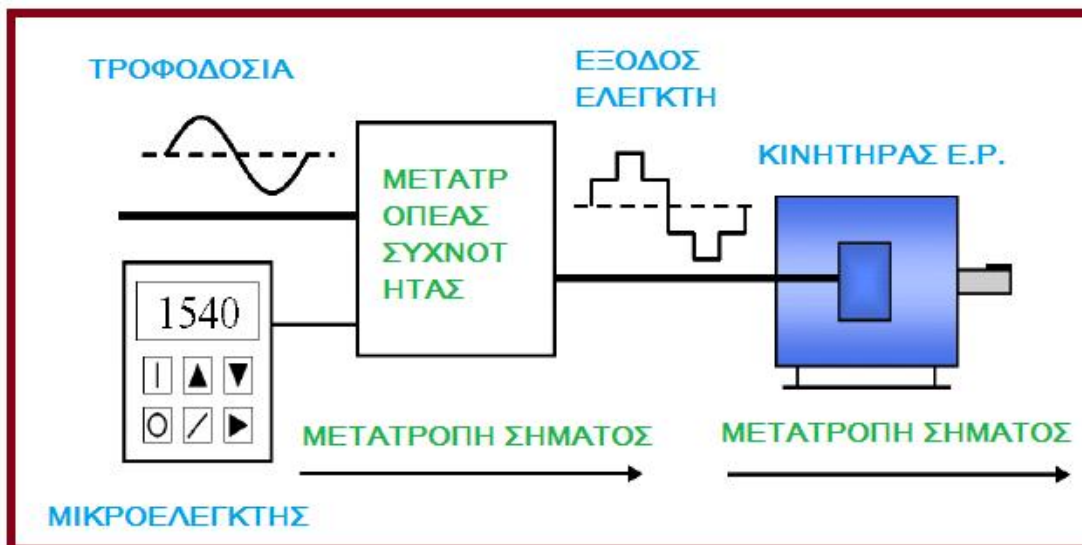 ΤΡΟΦΟΔΟΣΙΑ
ΕΞΟΔΟΣ
ΕΛΕΓΚΤΗ
ΚΙΝΗΤΗΡΑΣ Ε.Ρ.
ΜΕΤΑΤΡ
ΟΠΕΑΣ
ΣΥΧΝΟΤ
ΗΤΑΣ
1540
ΜΕΤΑΤΡΟΠΗ ΣΗΜΑΤΟΣ
ΜΕΤΑΤΡΟΠΗ ΣΗΜΑΤΟΣ
ΜΙΚΡΟΕΛΕΓΚΤΗΣ